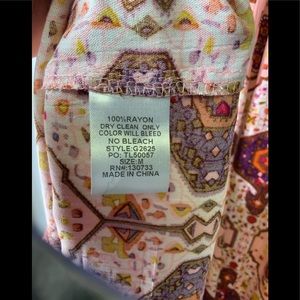 100%RAYON
DRY CLEAN ONLY
COLOR WILL BLEED
NO BLEACH
STYLE:G2625
PO: TL50057
SIZE:M
RN#:130733
MADE IN CHINA